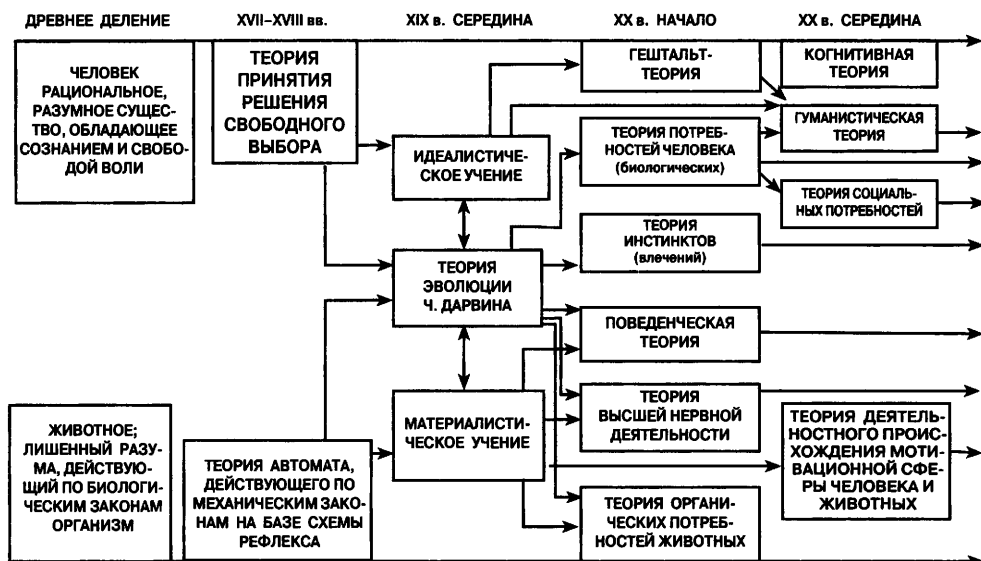 ДРЕВНЕЕ ДЕЛЕНИЕ
XVII–XVIII вв.
XIX в. СЕРЕДИНА
XX в. НАЧАЛО
XX в. СЕРЕДИНА
ЧЕЛОВЕК
РАЦИОНАЛЬНОЕ,
РАЗУМНОЕ СУЩЕС-
ТВО, ОБЛАДАЮЩЕЕ
СОЗНАНИЕМ И СВОБО-
ДОЙ ВОЛИ
ТЕОРИЯ
ПРИНЯТИЯ
РЕШЕНИЯ
СВОБОДНОГО
ВЫБОРА
ИДЕАЛИСТИЧЕ-
СКОЕ УЧЕНИЕ
ГЕШТАЛЬТ-
ТЕОРИЯ
КОГНИТИВНАЯ
ТЕОРИЯ
ТЕОРИЯ ПОТРЕБ-
НОСТЕЙ ЧЕЛОВЕКА
(биологических)
ГУМАНИСТИЧЕСКАЯ
ТЕОРИЯ
ТЕОРИЯ СОЦИАЛЬ-
НЫХ ПОТРЕБНОСТЕЙ
ТЕОРИЯ
ЭВОЛЮЦИИ
Ч. ДАРВИНА
ТЕОРИЯ
ИНСТИНКТОВ
(влечений)
ПОВЕДЕНЧЕСКАЯ
ТЕОРИЯ
ЖИВОТНОЕ;
ЛИШЕННЫЙ РАЗУ-
МА, ДЕЙСТВУЮ-
ЩИЙ ПО БИОЛОГИ-
ЧЕСКИМ ЗАКОНАМ
ОРГАНИЗМ
ТЕОРИЯ АВТОМАТА,
ДЕЙСТВУЮЩЕГО ПО
МЕХАНИЧЕСКИМ ЗАКО-
НАМ НА БАЗЕ СХЕМЫ
РЕФЛЕКСА
МАТЕРИАЛИСТИ-
ЧЕСКОЕ УЧЕНИЕ
ТЕОРИЯ
ВЫСШЕЙ НЕРВНОЙ
ДЕЯТЕЛЬНОСТИ
ТЕОРИЯ ОРГАНИ-
ЧЕСКИХ ПОТРЕБ-
НОСТЕЙ ЖИВОТНЫХ
ТЕОРИЯ ДЕЯТЕЛЬ-
НОСТНОГО ПРОИС-
ХОЖДЕНИЯ МОТИ-
ВАЦИОННОЙ СФЕ-
РЫ ЧЕЛОВЕКА И
ЖИВОТНЫХ